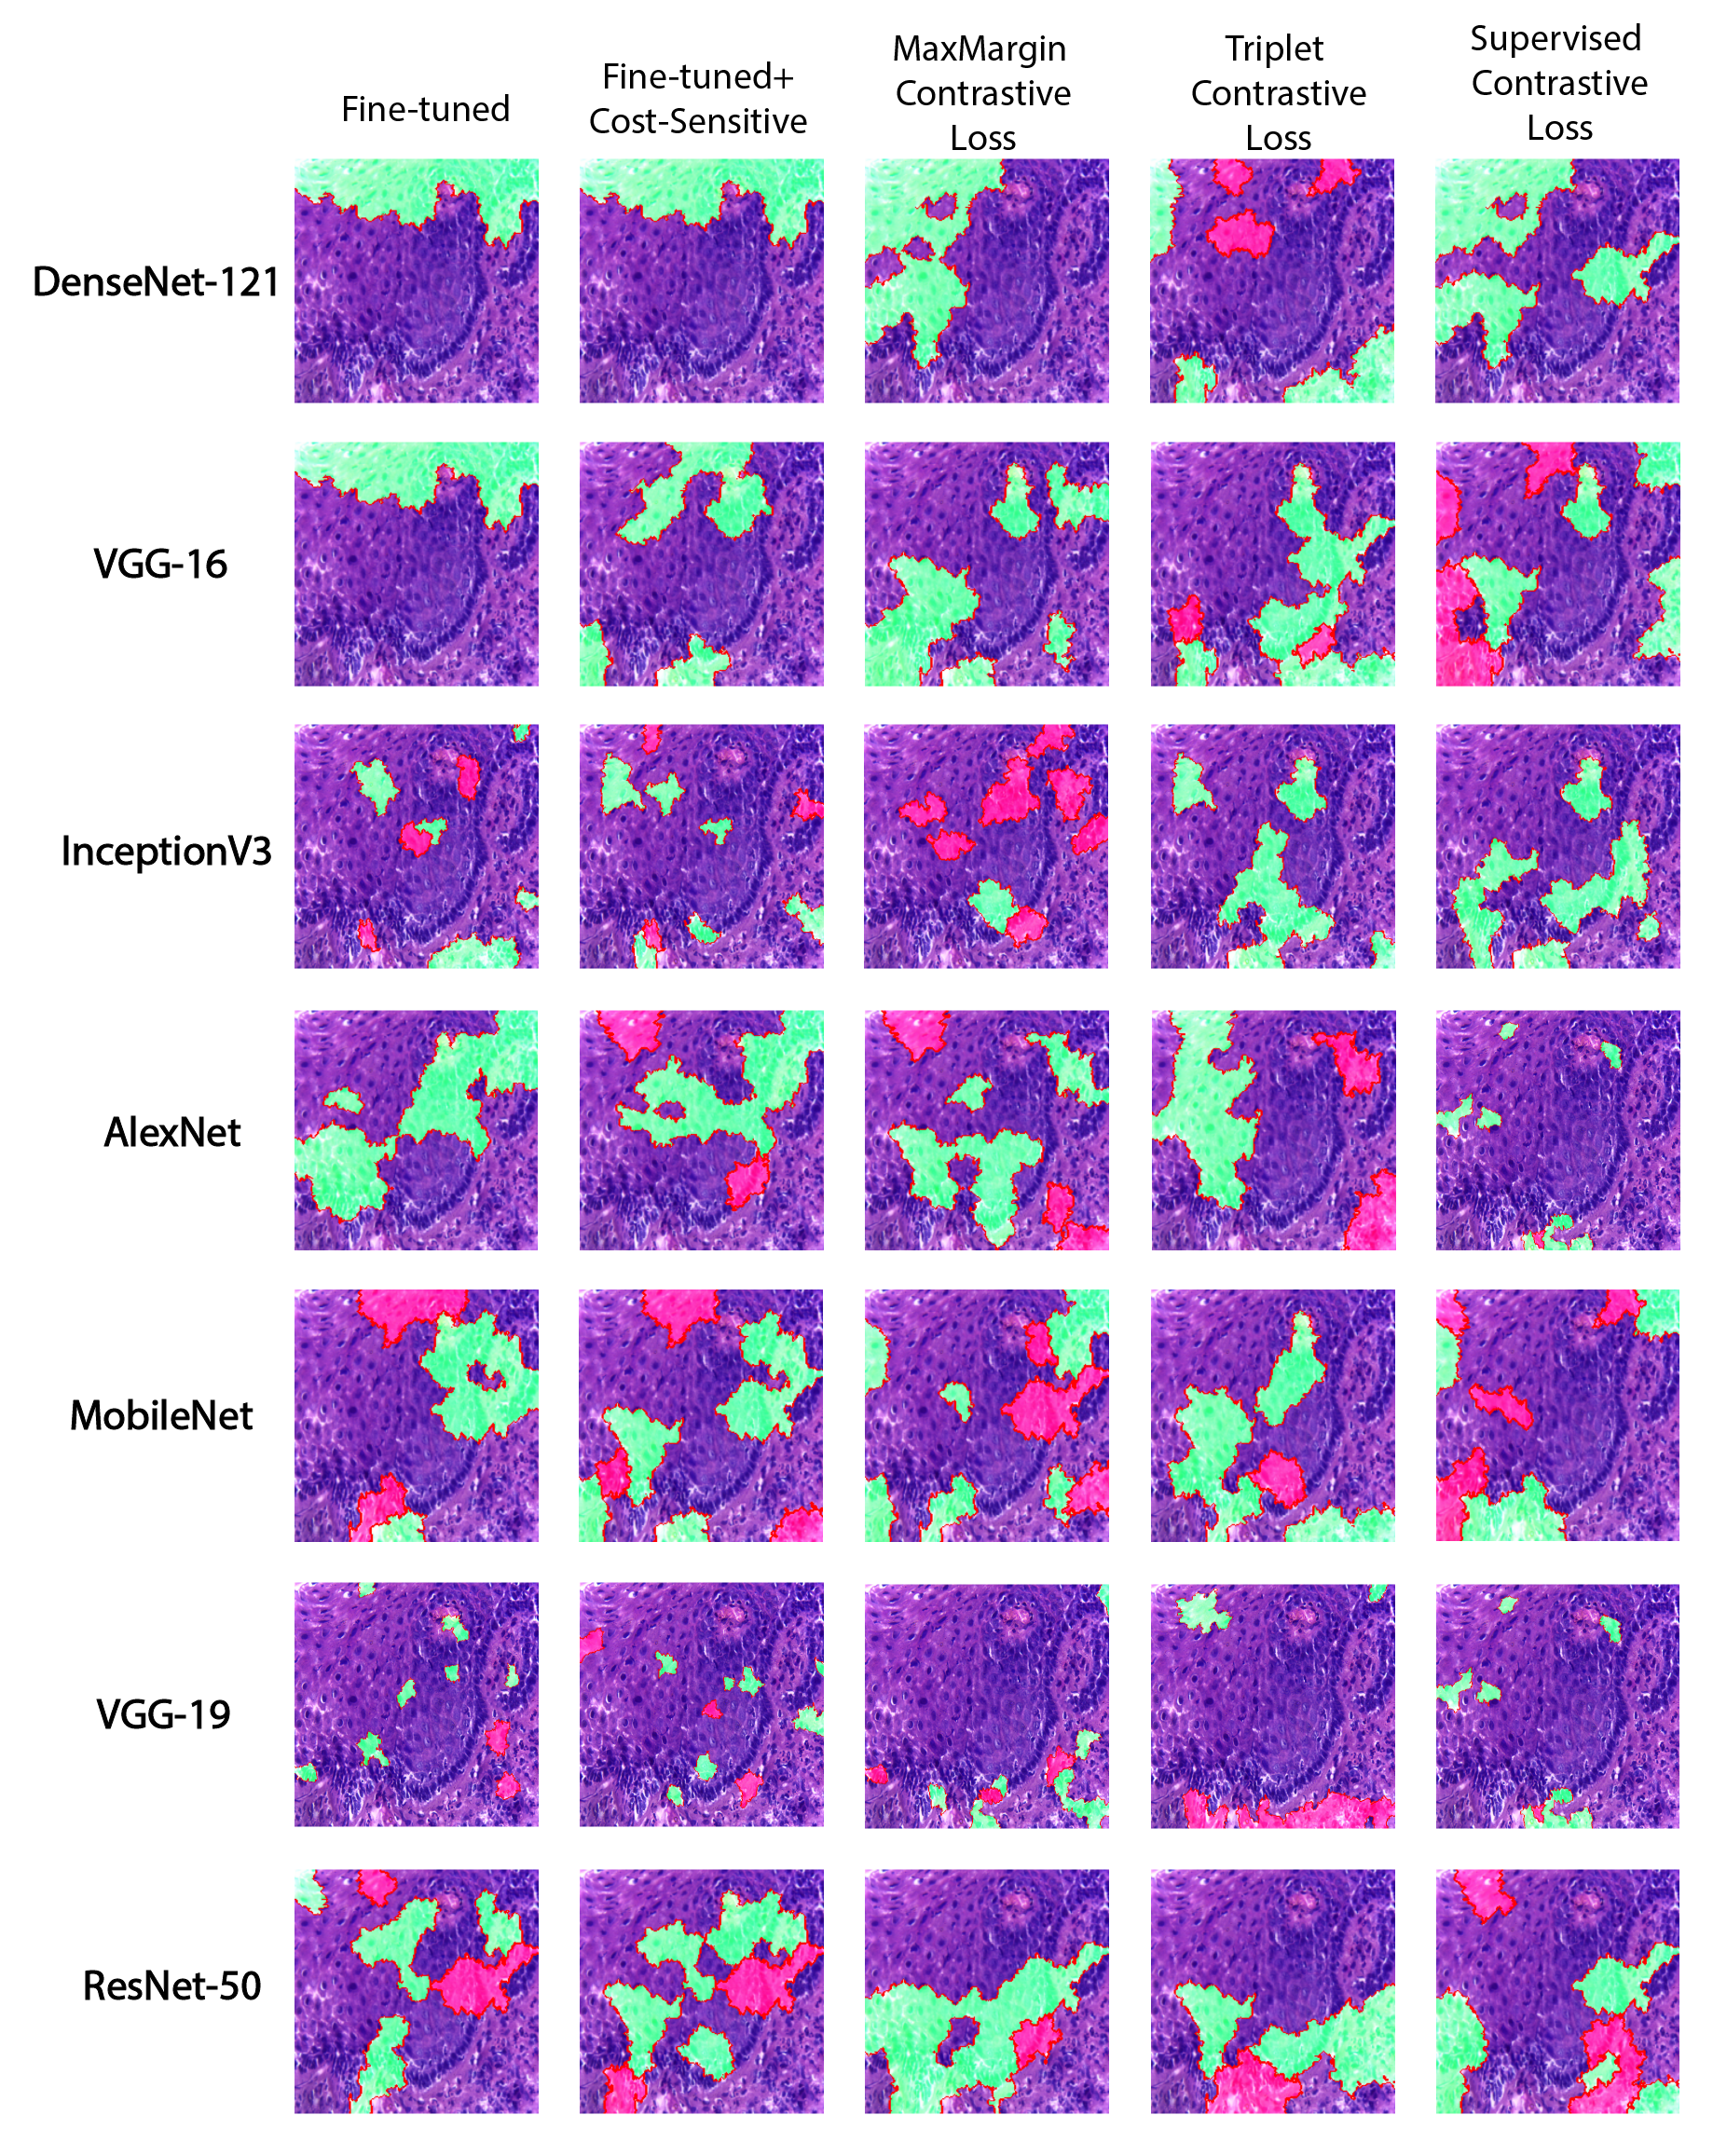 Fine-tuned
Fine-tuned+
Cost-Sensitive
MaxMargin
Contrastive
Loss
Triplet
Contrastive
Loss
Supervised
Contrastive
Loss
DenseNet-121
VGG-16
InceptionV3
AlexNet
MobileNet
VGG-19
ResNet-50